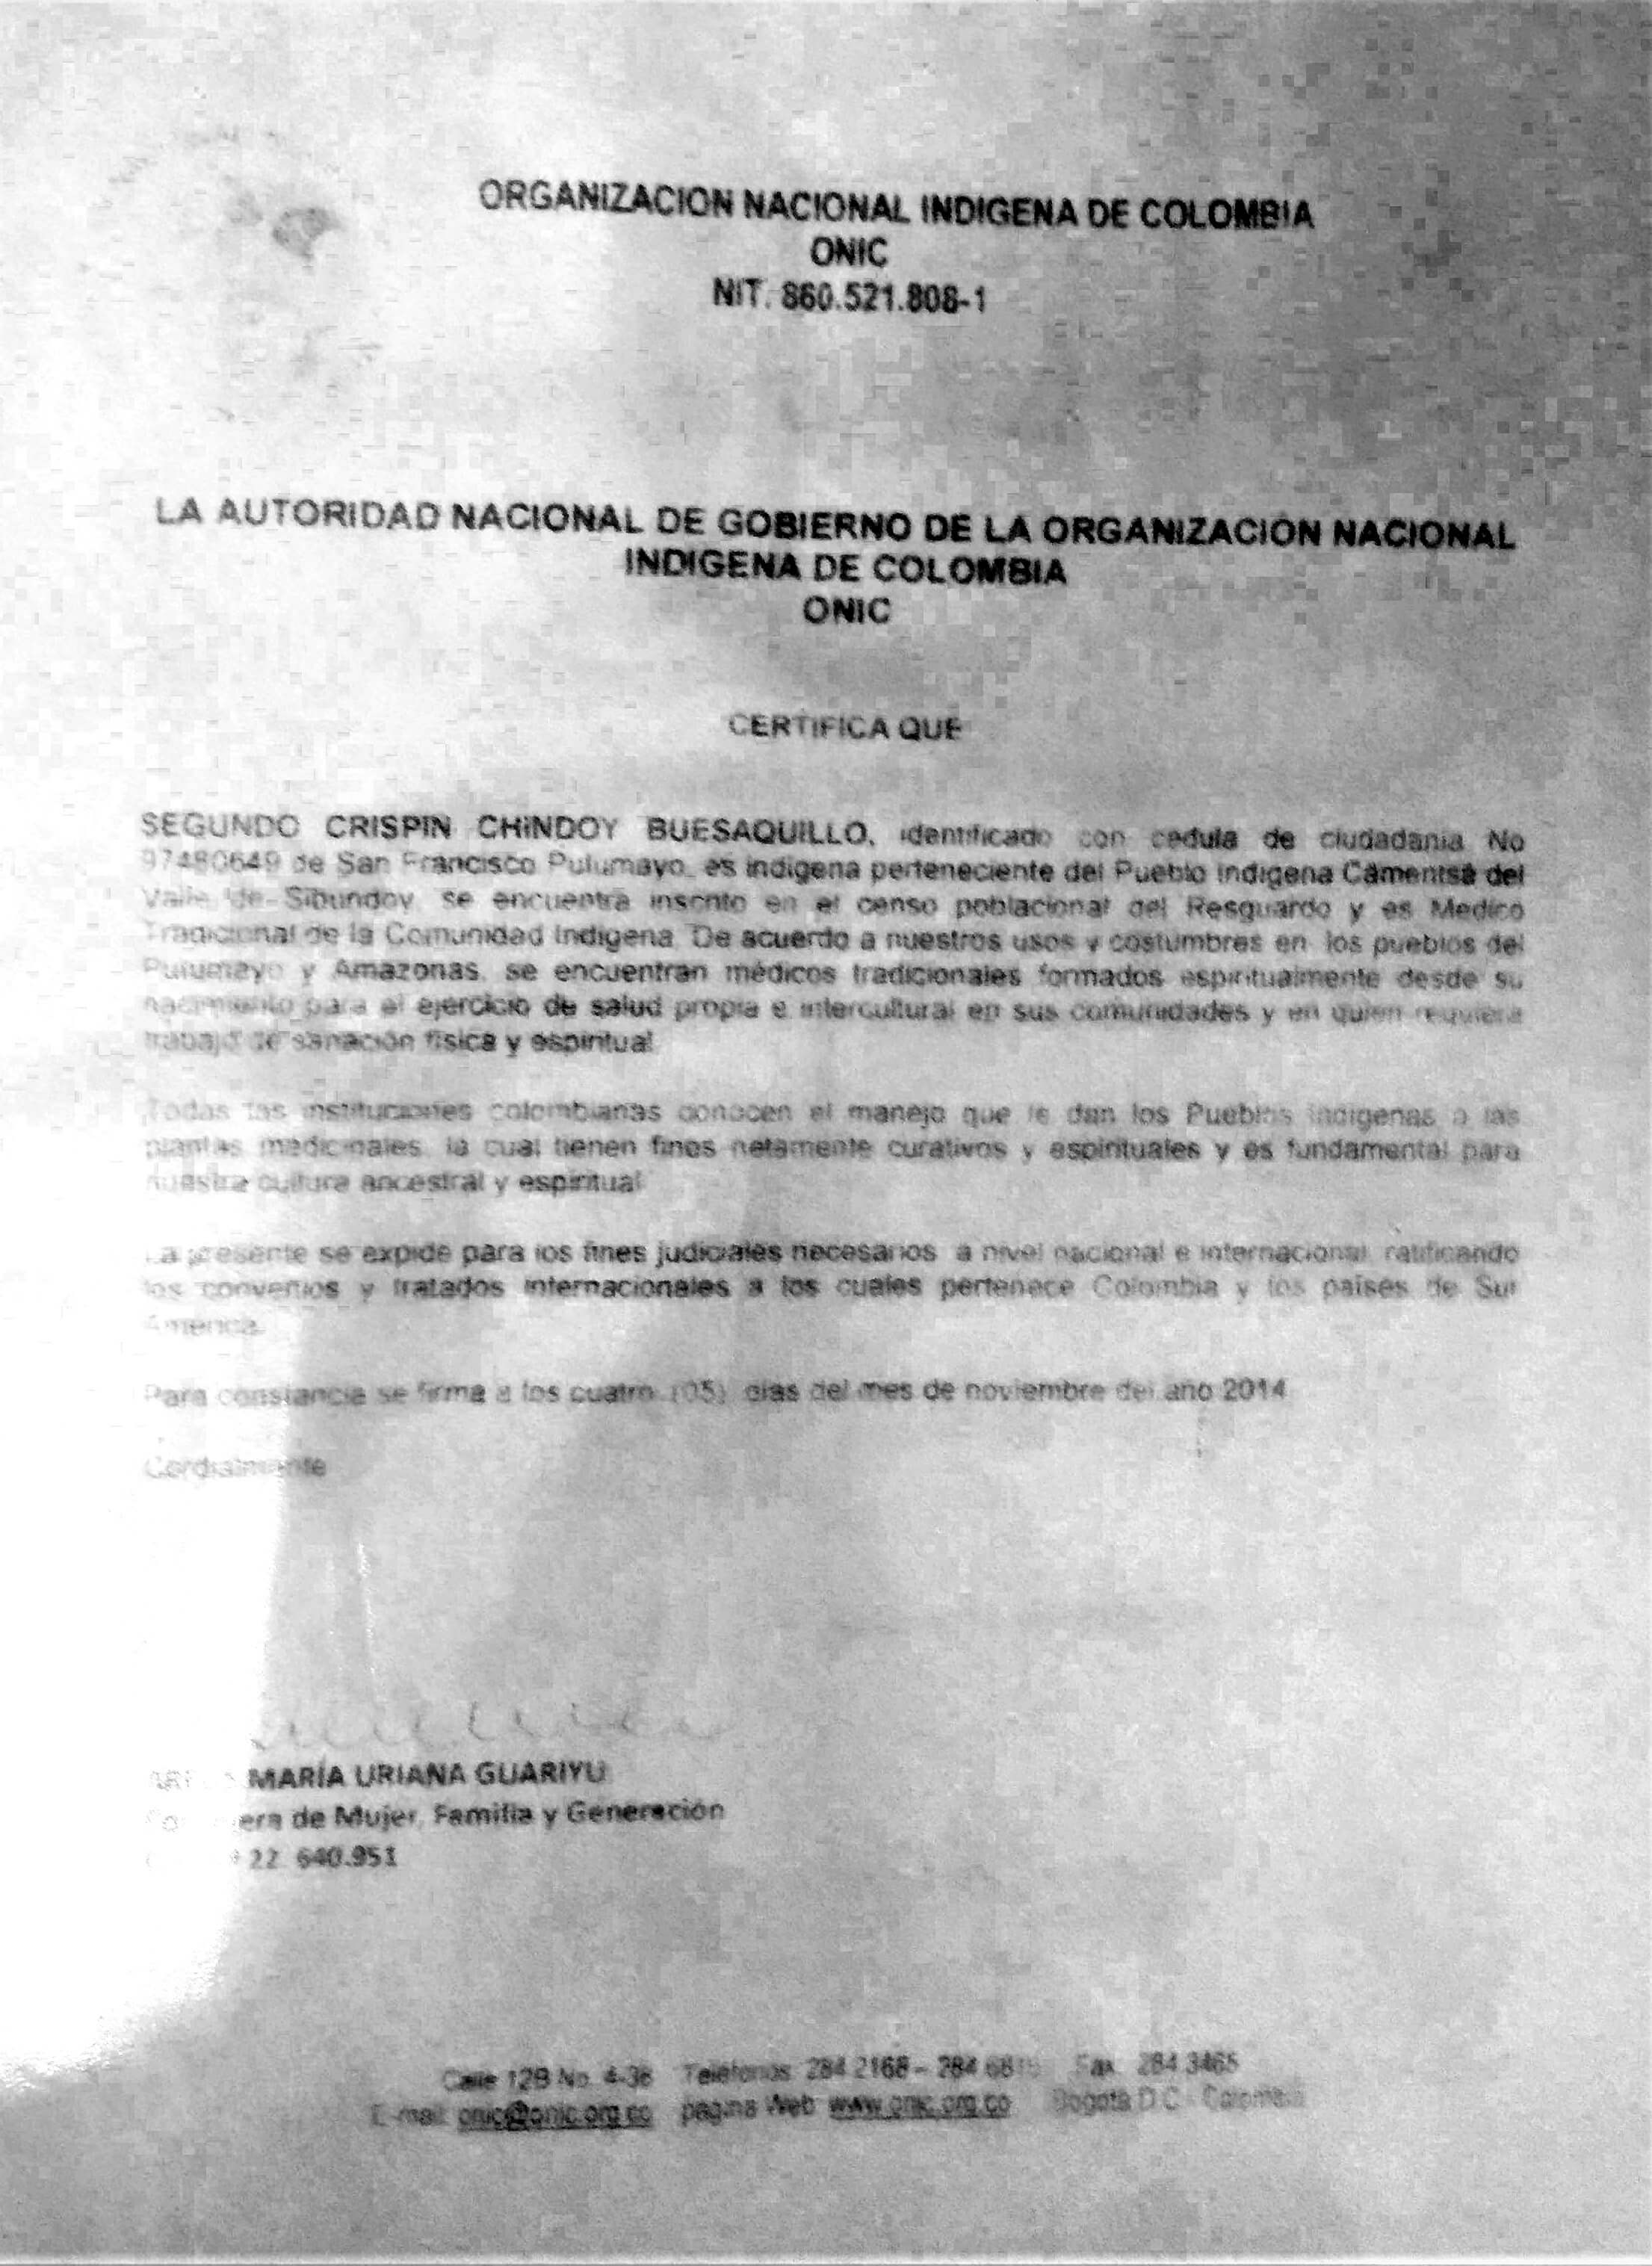 ORGANIZACION NACIONAL INDIGENA DE COLOMBIA
ONIC
NIT. 860.521.808-1
LA AUTORIDAD NACIONAL DE GOBIERNO DE LA ORGANIZACION NACIONAL
INDIGENA DE COLOMBIA
ONIC
CERTIFICA QUE
SEGUNDO CRISPIN CHINDOY BUESAQUILLO, identificado con cedula de ciudadania No
97480649 de San Francisco Putumayo, es indigena perteneciente del Pueblo Indigena Camentsá del
Valle de Sibundoy, se encuentra inscrito en el censo poblacional del Resguardo y es Medico
Tradicional de la Comunidad Indigena. De acuerdo a nuestros usos y costumbres en los pueblos del
Putumayo y Amazonas, se encuentran médicos tradicionales formados espiritualmente desde su
nacimiento para el ejercicio de salud propia e intercultural en sus comunidades y en quien requiera
trabajo de sanación fisica y espiritual
Todas las instituciones colombianas conocen el manejo que le dan los Pueblos Indigenas a las
plantas medicinales, la cual tienen fines netamente curativos y espirituales y es fundamental para
nuestra cultura ancestral y espiritual
La presente se expide para los fines judiciales necesarios a nivel nacional e internacional, ratificando
los convenios y tratados internacionales a los cuales pertenece Colombia y los países de Sur
America.
Para constancia se firma a los cuatro (05) dias del mes de noviembre del año 2014
Cordialmente
MARÍA URIANA GUARIYU
de Mujer, Familia y Generación
22. 640.951
Calle 12B No. 4-38 Telefonos 284 2168 – 284 Fax. 284 3465
E-mail: onic@onic.org.co pagina Web www.onic.org.co Bogota D.C - Colombia